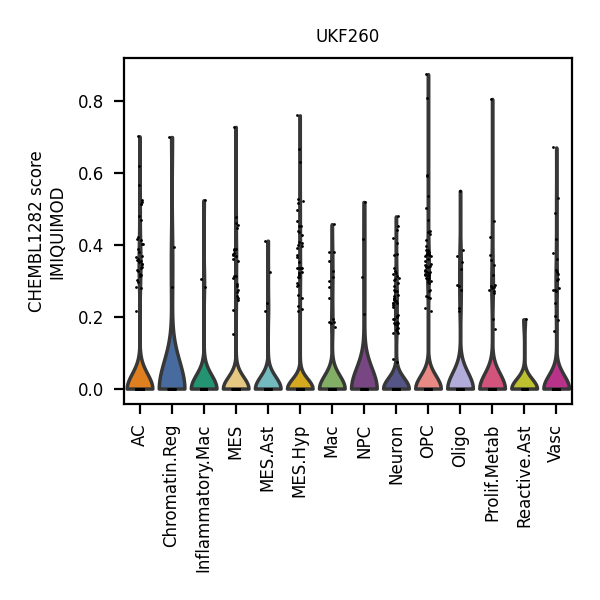 UKF260
CHEMBL1282 score
IMIQUIMOD
0.8
0.6
0.4
0.2
0.0
AC
Chromatin.Reg
Inflammatory.Mac
MES
MES.Ast
MES.Hyp
Mac
NPC
Neuron
OPC
Oligo
Prolif.Metab
Reactive.Ast
Vasc